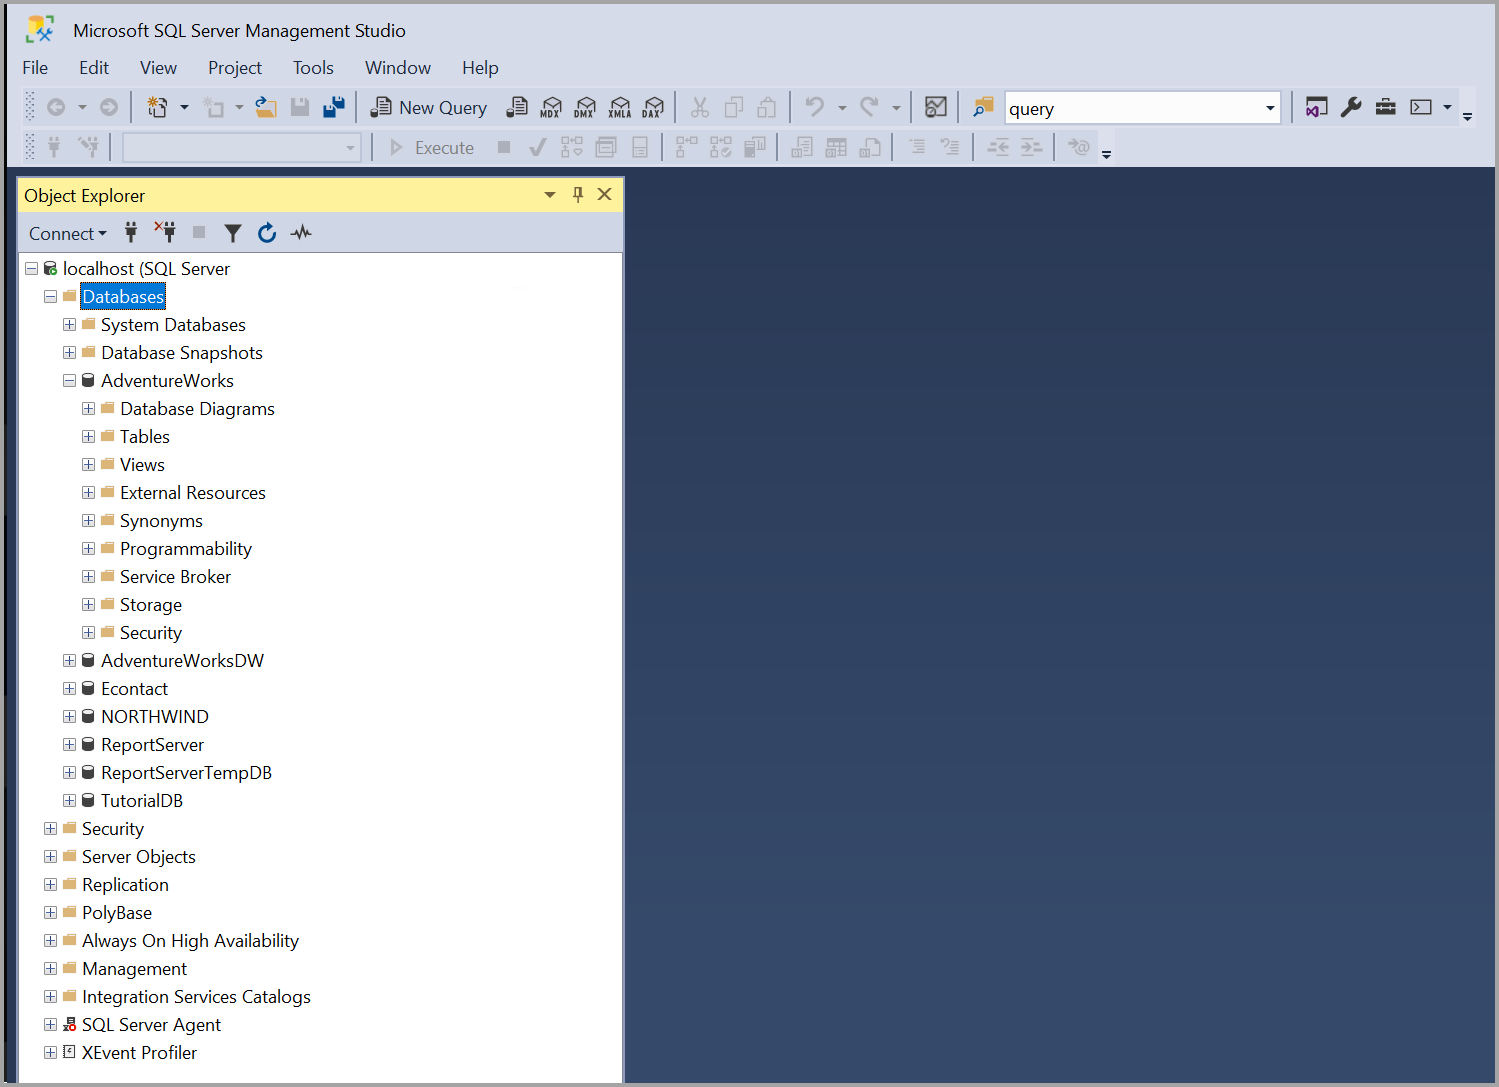 Microsoft SQL Server Management Studio
File Edit View Project Tools Window Help
New Query MDX DMX XMLA DAX query
Execute
Object Explorer
Connect
localhost (SQL Server
Databases
System Databases
Database Snapshots
AdventureWorks
Database Diagrams
Tables
Views
External Resources
Synonyms
Programmability
Service Broker
Storage
Security
AdventureWorksDW
Econtact
NORTHWIND
ReportServer
ReportServerTempDB
TutorialDB
Security
Server Objects
Replication
PolyBase
Always On High Availability
Management
Integration Services Catalogs
SQL Server Agent
XEvent Profiler